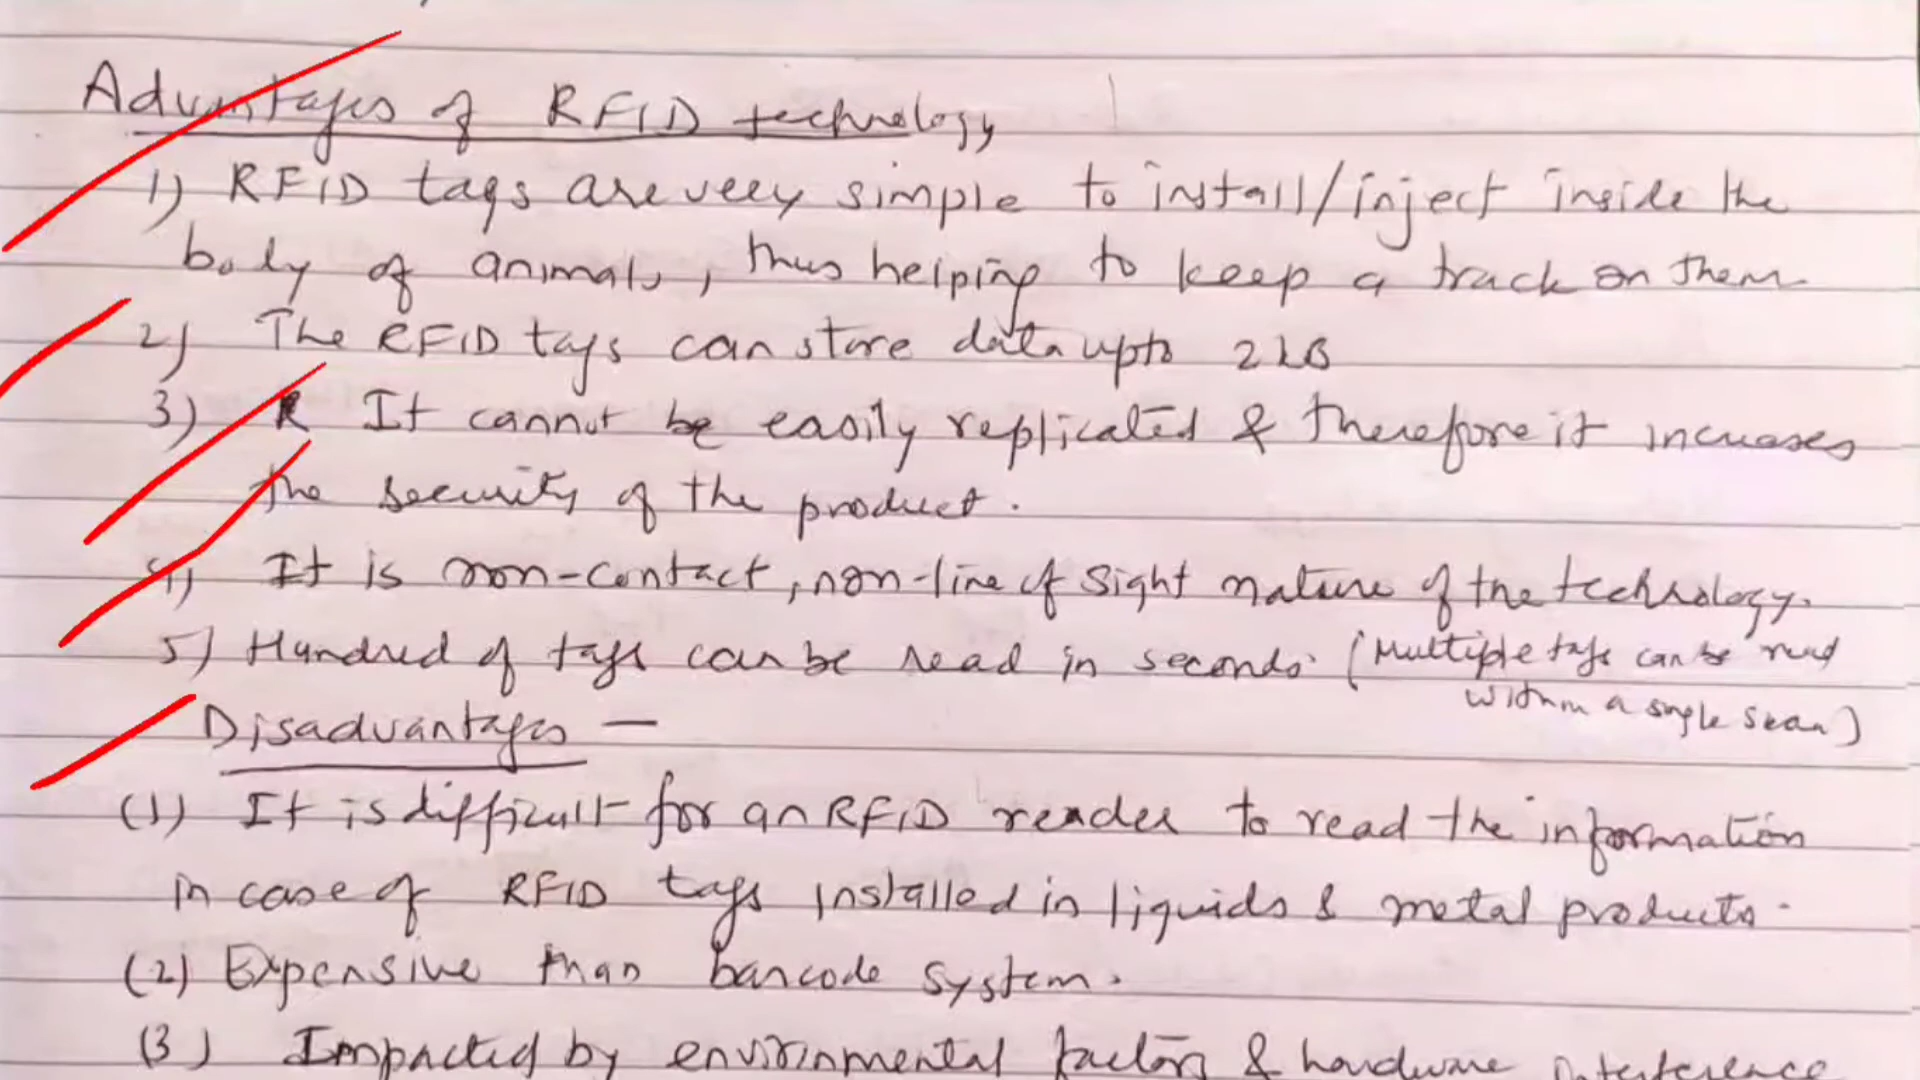 Advantages of RFID technology
1) RFID tags are very simple to install/inject inside the
body of animals, thus helping to keep a track on them
2) The RFID tags can store data upto 2kB
3) It cannot be easily replicated & therefore it increases
the security of the product.
4) It is non-contact, non-line of sight nature of the technology.
5) Hundred of tags can be read in seconds. (Multiple tags can be read
within a single scan)
Disadvantages —
(1) It is difficult for an RFID reader to read the information
in case of RFID tags installed in liquids & metal products.
(2) Expensive than barcode system.
(3) Impacted by environmental factors & hardware interference